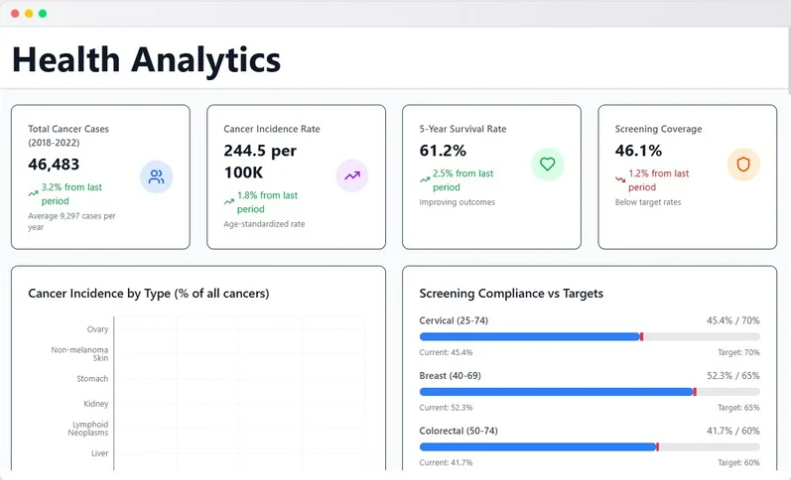 Health Analytics
Total Cancer Cases
(2018-2022)
46,483
3.2% from last
period
Average 9,297 cases per
year
Cancer Incidence Rate
244.5 per
100K
1.8% from last
period
Age-standardized rate
5-Year Survival Rate
61.2%
2.5% from last
period
Improving outcomes
Screening Coverage
46.1%
1.2% from last
period
Below target rates
Cancer Incidence by Type (% of all cancers)
Ovary
Non-melanoma
Skin
Stomach
Kidney
Lymphoid
Neoplasms
Liver
Screening Compliance vs Targets
Cervical (25-74) 45.4% / 70%
Current: 45.4% Target: 70%
Breast (40-69) 52.3% / 65%
Current: 52.3% Target: 65%
Colorectal (50-74) 41.7% / 60%
Current: 41.7% Target: 60%